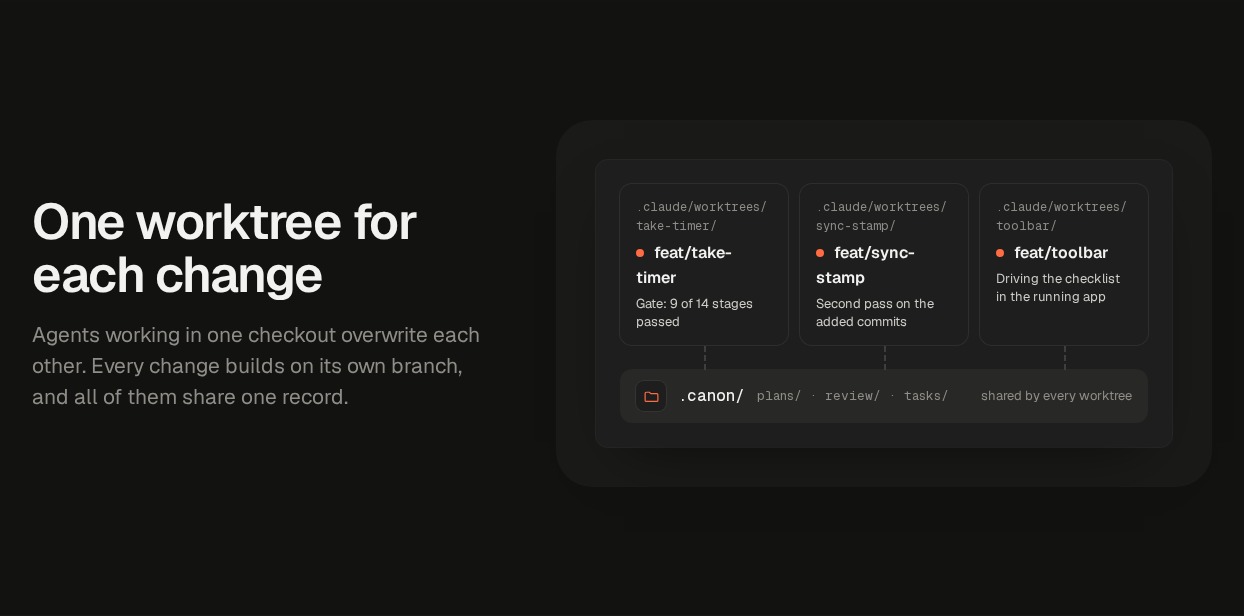 One worktree for
each change
Agents working in one checkout overwrite each
other. Every change builds on its own branch,
and all of them share one record.
.claude/worktrees/
take-timer/
feat/take-
timer
Gate: 9 of 14 stages
passed
.claude/worktrees/
sync-stamp/
feat/sync-
stamp
Second pass on the
added commits
.claude/worktrees/
toolbar/
feat/toolbar
Driving the checklist
in the running app
.canon/ plans/ · review/ · tasks/ shared by every worktree